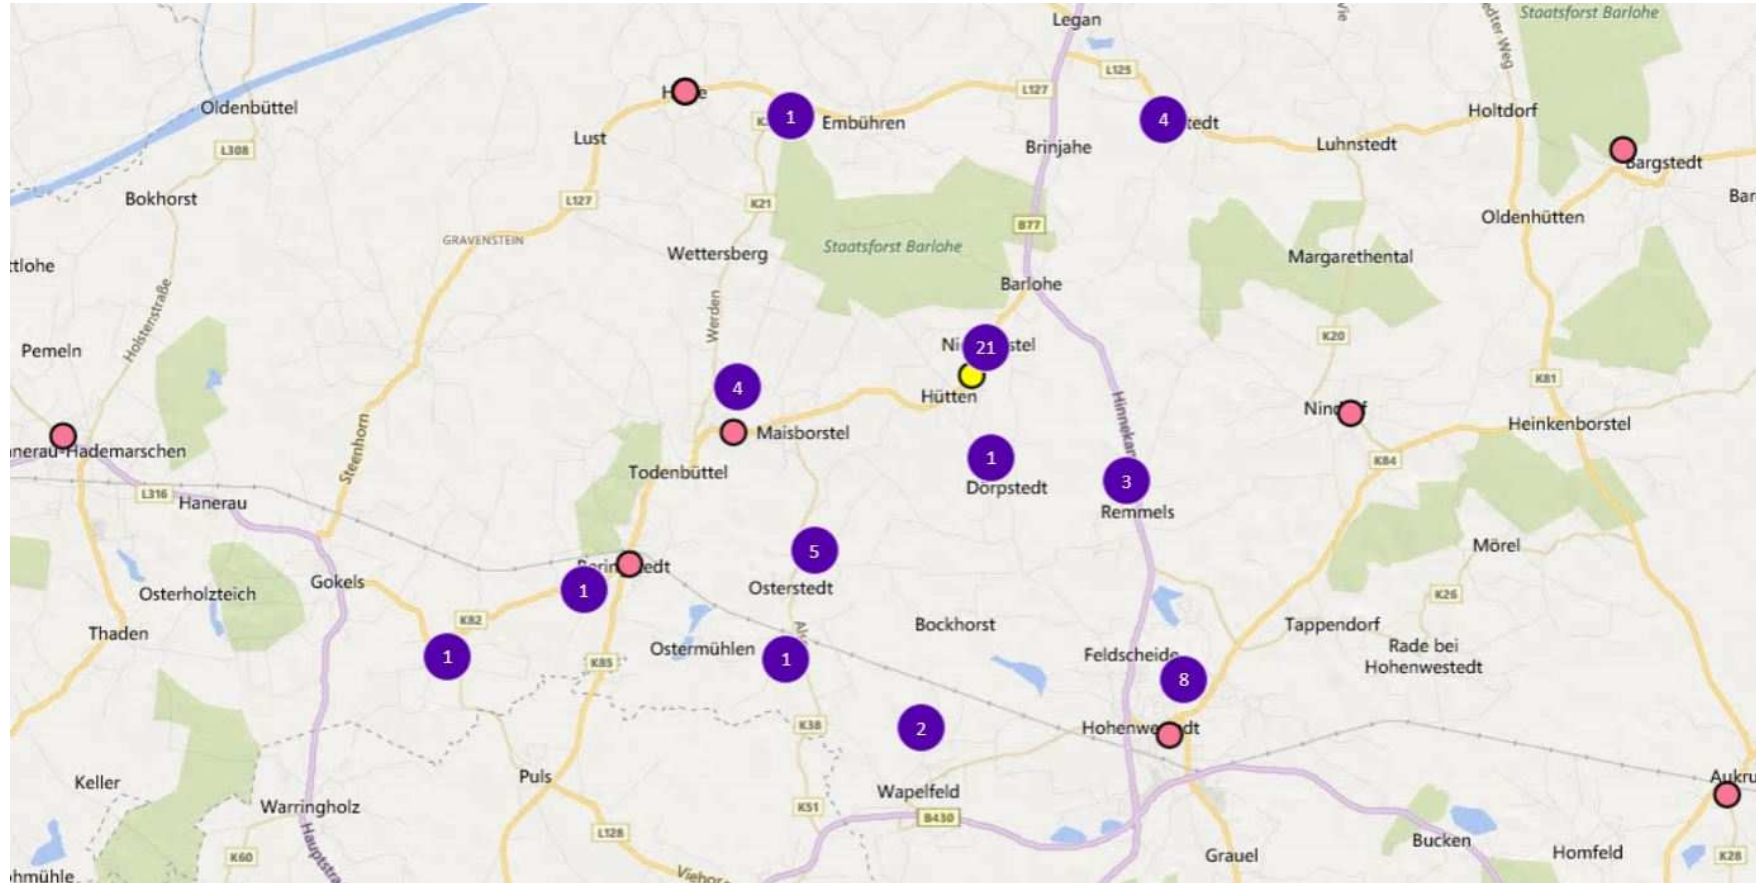 Legan
Staatsforst Barlohe
L125
L127
Oldenbüttel
1
Embühren
4
Holtdorf
Lust
Brinjahe
Luhnstedt
L308
Bargstedt
Bokhorst
L127
K21
Oldenhütten
B77
GRAVENSTEIN
Wettersberg
Staatsforst Barlohe
Margarethental
Barlohe
Holstenstraße
Werden
K20
Pemeln
21
4
Hütten
K81
Hinnekan
Steenhorn
Maisborstel
Heinkenborstel
Todenbüttel
1
K84
Dörpstedt
3
Remmels
L316
Hanerau
5
Mörel
Gokels
1
Osterstedt
Osterholzteich
K26
K82
Bockhorst
Tappendorf
Thaden
Ostermühlen
1
1
K85
Feldscheide
Rade bei
Hohenwestedt
8
K38
2
Puls
Keller
Wapelfeld
Warringholz
K51
B430
L128
Bucken
K60
Grauel
Homfeld
K28